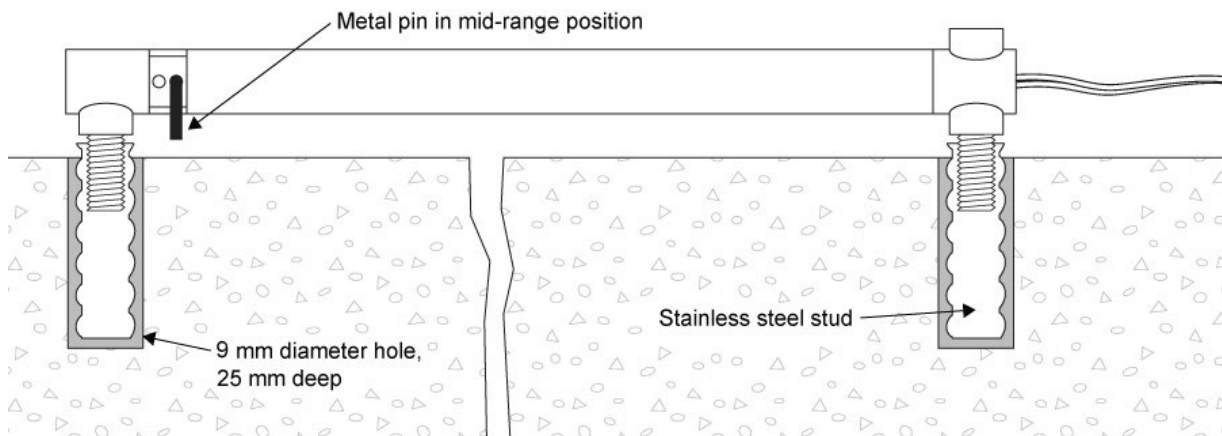 Metal pin in mid-range position
Stainless steel stud
9 mm diameter hole,
25 mm deep